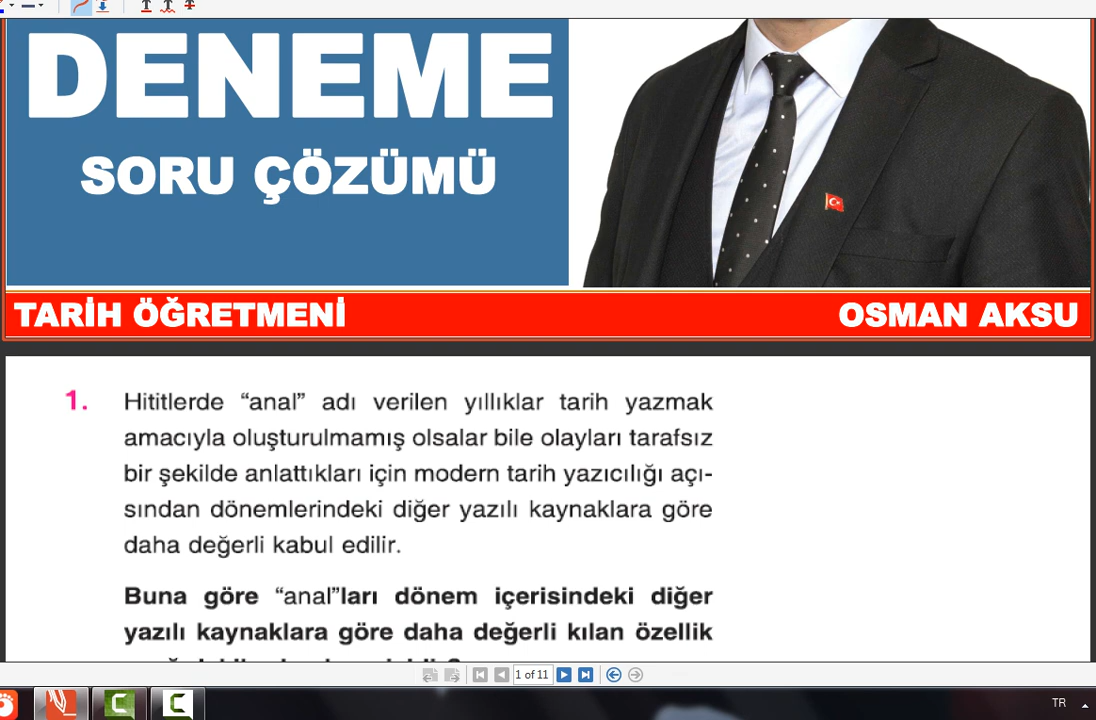 DENEME
SORU ÇÖZÜMÜ
TARİH ÖĞRETMENİ
OSMAN AKSU
1.
Hititlerde “anal” adı verilen yıllıklar tarih yazmak
amacıyla oluşturulmamış olsalar bile olayları tarafsız
bir şekilde anlattıkları için modern tarih yazıcılığı açı-
sından dönemlerindeki diğer yazılı kaynaklara göre
daha değerli kabul edilir.
Buna göre “anal”ları dönem içerisindeki diğer
yazılı kaynaklara göre daha değerli kılan özellik
1 of 11
TR